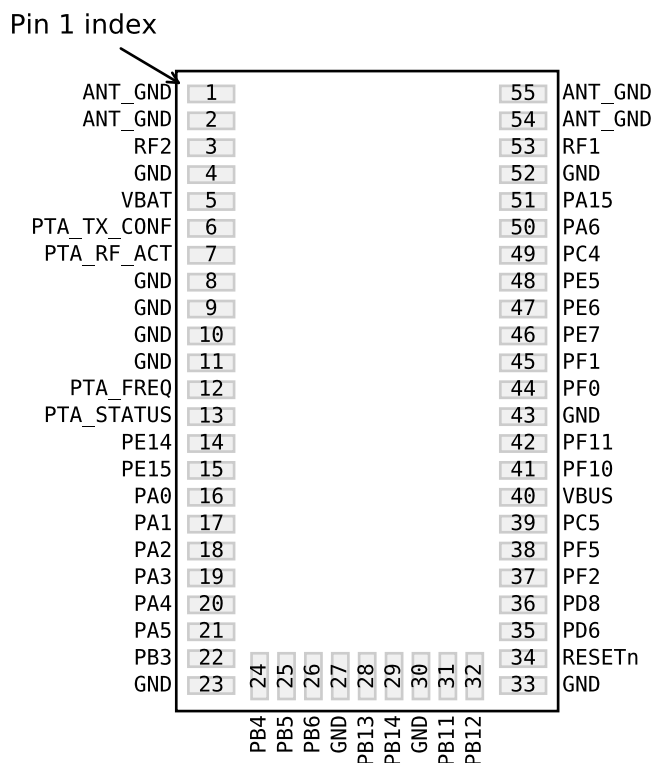 Pin 1 index
ANT_GND 1 55 ANT_GND
ANT_GND 2 54 ANT_GND
RF2 3 53 RF1
GND 4 52 GND
VBAT 5 51 PA15
PTA_TX_CONF 6 50 PA6
PTA_RF_ACT 7 49 PC4
GND 8 48 PE5
GND 9 47 PE6
GND 10 46 PE7
GND 11 45 PF1
PTA_FREQ 12 44 PF0
PTA_STATUS 13 43 GND
PE14 14 42 PF11
PE15 15 41 PF10
PA0 16 40 VBUS
PA1 17 39 PC5
PA2 18 38 PF5
PA3 19 37 PF2
PA4 20 36 PD8
PA5 21 35 PD6
PB3 22 34 RESETn
GND 23 33 GND
24 25 26 27 28 29 30 31 32
PB4 PB5 PB6 GND PB13 PB14 GND PB11 PB12